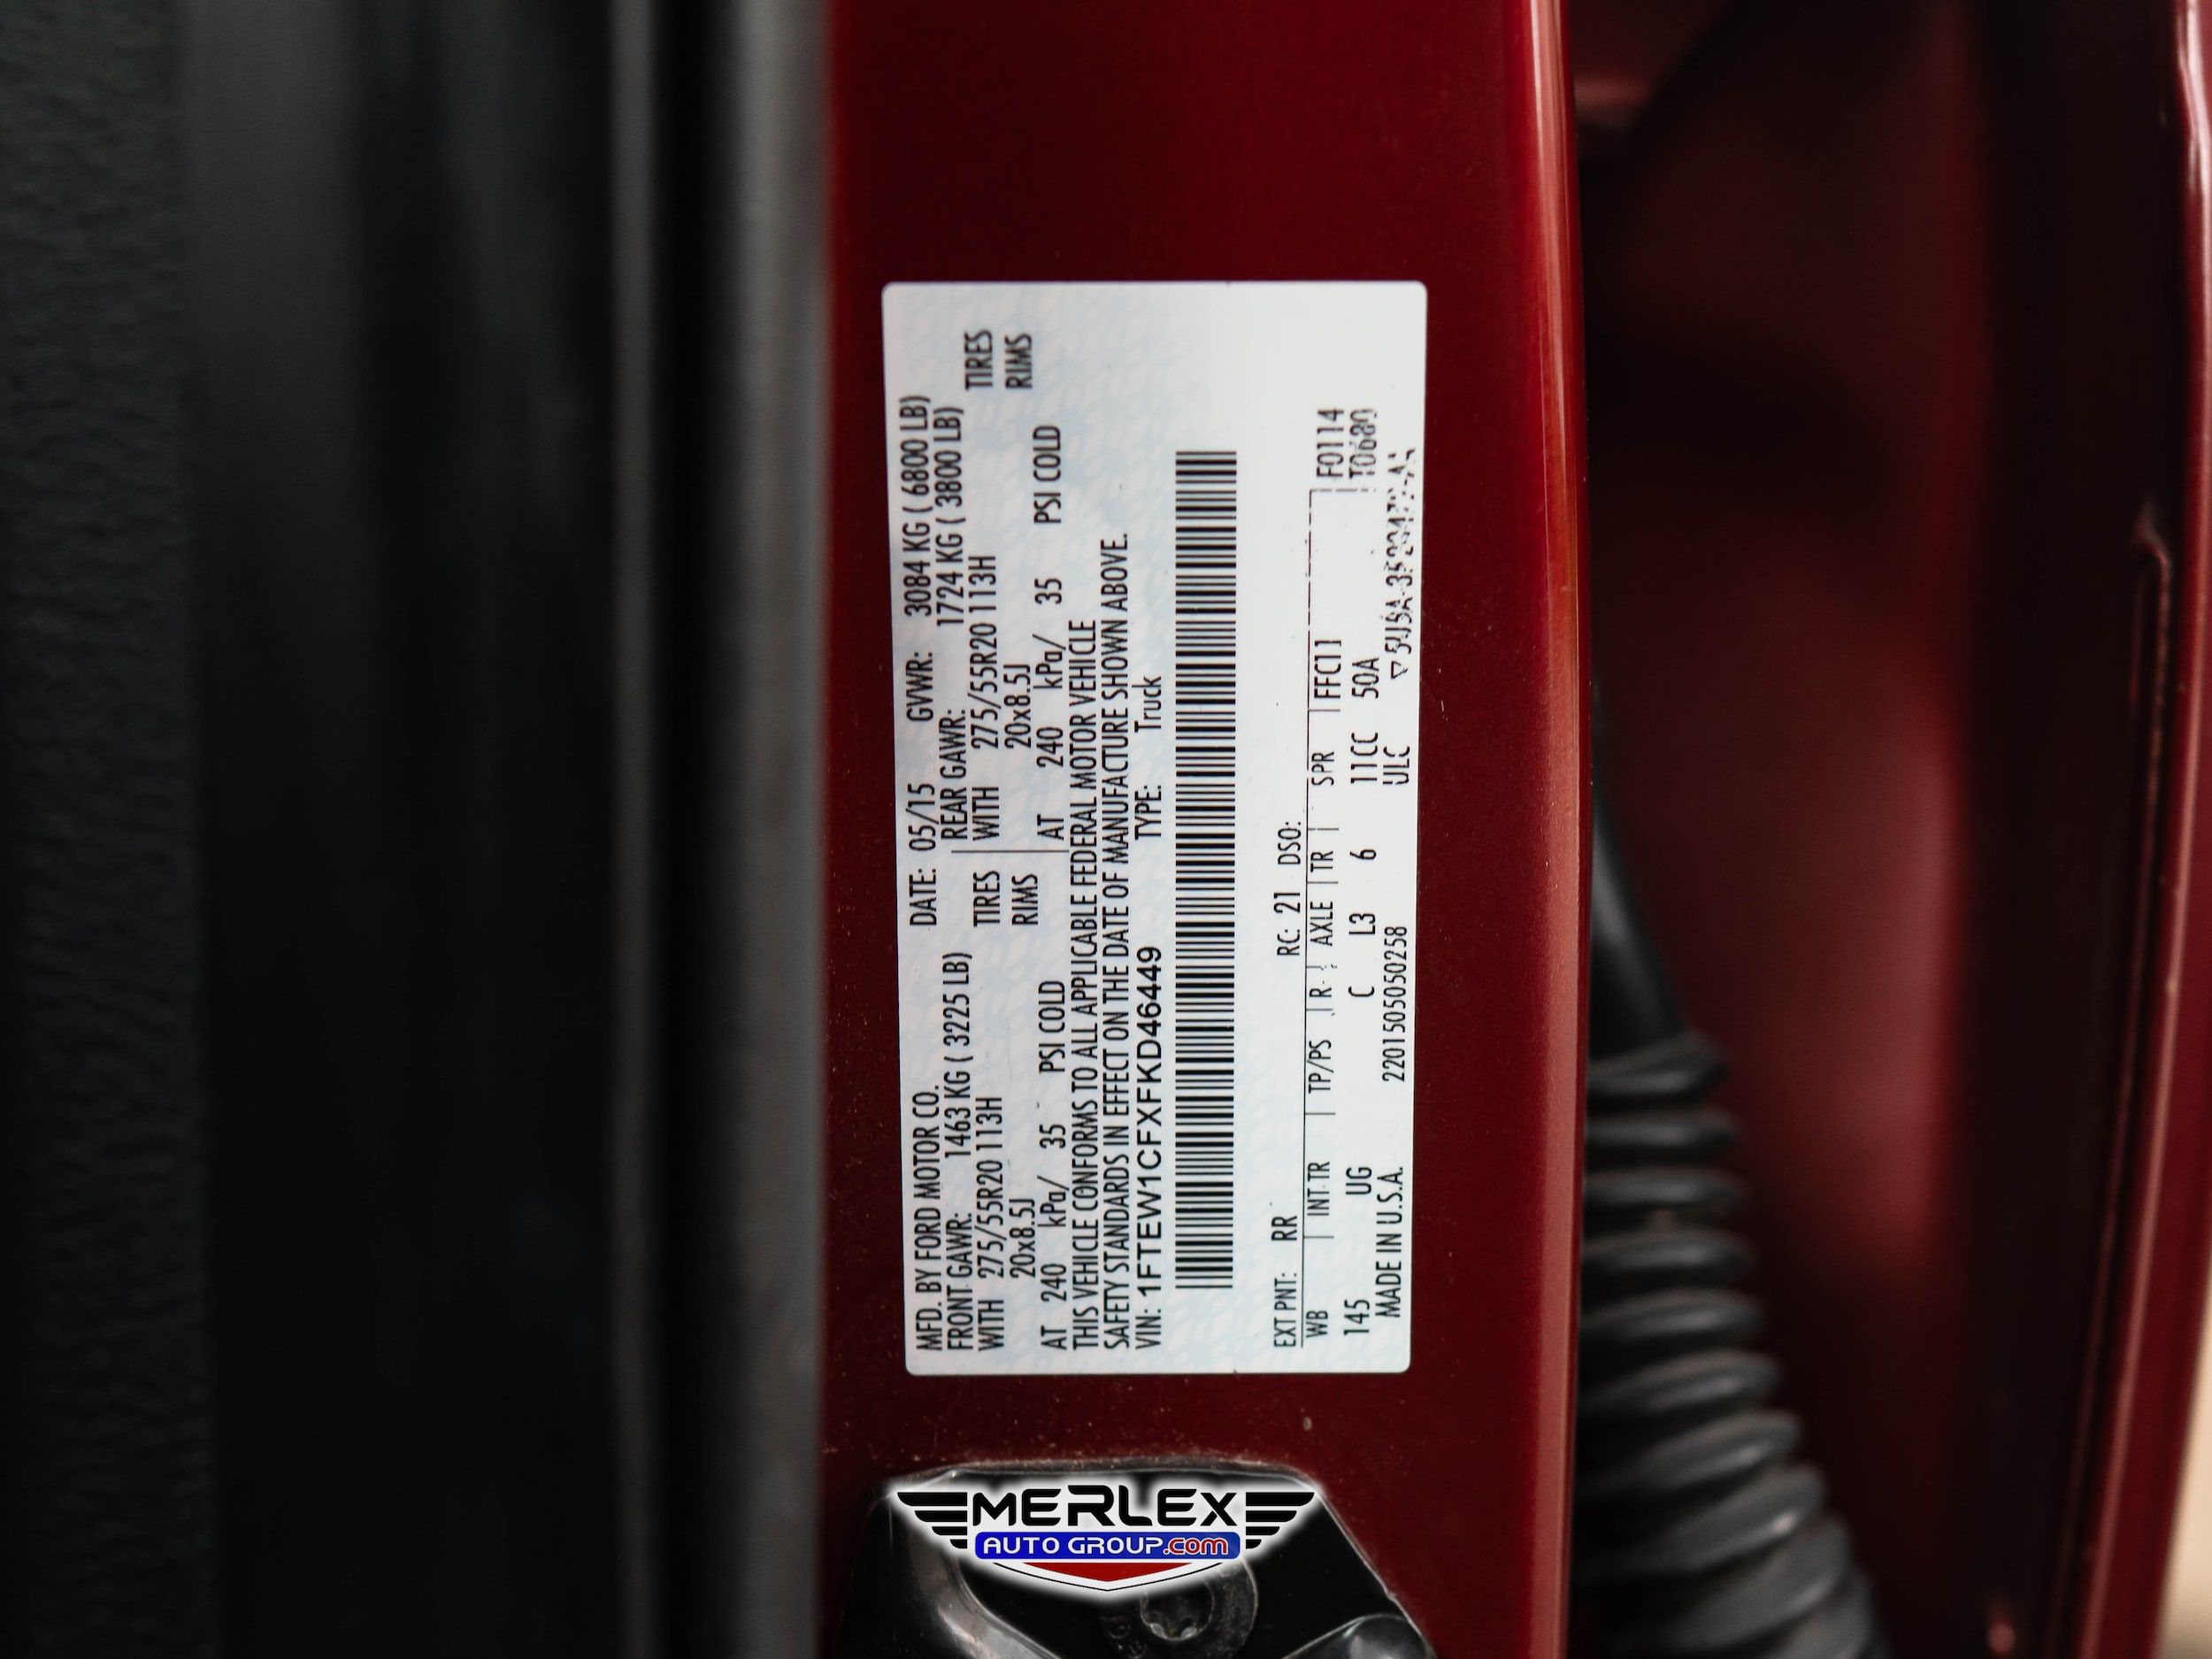 MFD. BY FORD MOTOR CO. DATE: 05/15 GVWR: 3084 KG ( 6800 LB)
FRONT GAWR: 1463 KG ( 3225 LB) REAR GAWR: 1724 KG ( 3800 LB)
WITH 275/55R20 113H TIRES WITH 275/55R20 113H TIRES
20x8.5J RIMS 20x8.5J RIMS
AT 240 kPa/ 35 PSI COLD AT 240 kPa/ 35 PSI COLD
THIS VEHICLE CONFORMS TO ALL APPLICABLE FEDERAL MOTOR VEHICLE
SAFETY STANDARDS IN EFFECT ON THE DATE OF MANUFACTURE SHOWN ABOVE.
VIN: 1FTEW1CFXFKD46449 TYPE: Truck
EXT PNT: RR RC: 21 DSO:
WB | INT TR | TP/PS | R | AXLE | TR | SPR | FFC11 F0114
145 UG C L3 6 11CC 50A T0680
MADE IN U.S.A. 2201505050258 ULC
MERLEX
AUTO GROUP.com